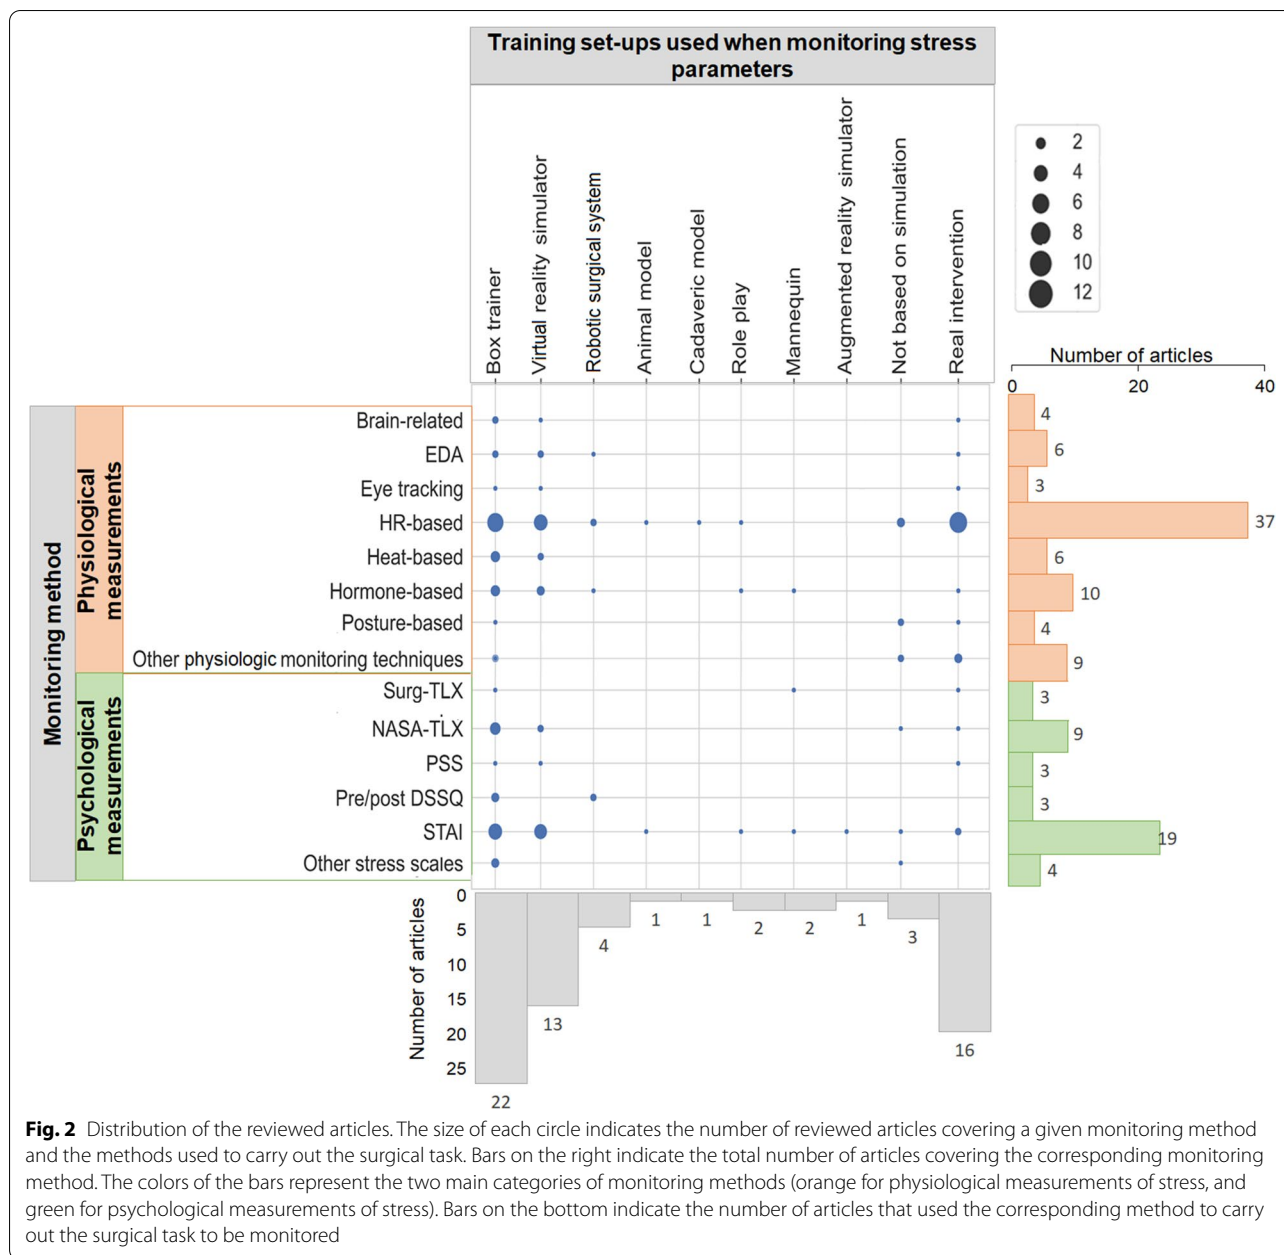 Training set-ups used when monitoring stress
parameters
Box trainer
Virtual reality simulator
Robotic surgical system
Animal model
Cadaveric model
Role play
Mannequin
Augmented reality simulator
Not based on simulation
Real intervention
2
4
6
8
10
12
Number of articles
0 20 40
Monitoring method
Physiological
measurements
Brain-related 4
EDA 6
Eye tracking 3
HR-based 37
Heat-based 6
Hormone-based 10
Posture-based 4
Other physiologic monitoring techniques 9
Psychological
measurements
Surg-TLX 3
NASA-TLX 9
PSS 3
Pre/post DSSQ 3
STAI 19
Other stress scales 4
Number of articles
0
5
10
15
20
25
22
13
4
1
1
2
2
1
3
16
Fig. 2 Distribution of the reviewed articles. The size of each circle indicates the number of reviewed articles covering a given monitoring method
and the methods used to carry out the surgical task. Bars on the right indicate the total number of articles covering the corresponding monitoring
method. The colors of the bars represent the two main categories of monitoring methods (orange for physiological measurements of stress, and
green for psychological measurements of stress). Bars on the bottom indicate the number of articles that used the corresponding method to carry
out the surgical task to be monitored